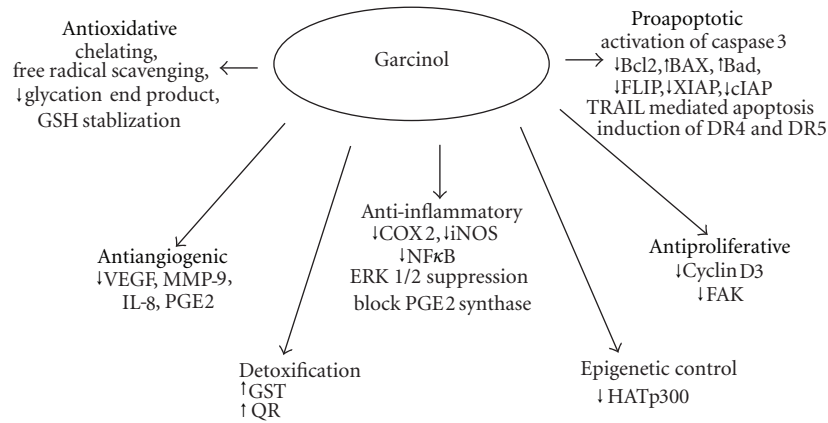 Garcinol
Antioxidative
chelating,
free radical scavenging,
↓glycation end product,
GSH stablization
Proapoptotic
activation of caspase 3
↓Bcl2,↑BAX, ↑Bad,
↓FLIP,↓XIAP,↓cIAP
TRAIL mediated apoptosis
induction of DR4 and DR5
Antiangiogenic
↓VEGF, MMP-9,
IL-8, PGE2
Anti-inflammatory
↓COX 2,↓iNOS
↓NFκB
ERK 1/2 suppression
block PGE2 synthase
Antiproliferative
↓Cyclin D3
↓FAK
Detoxification
↑GST
↑QR
Epigenetic control
↓HATp300